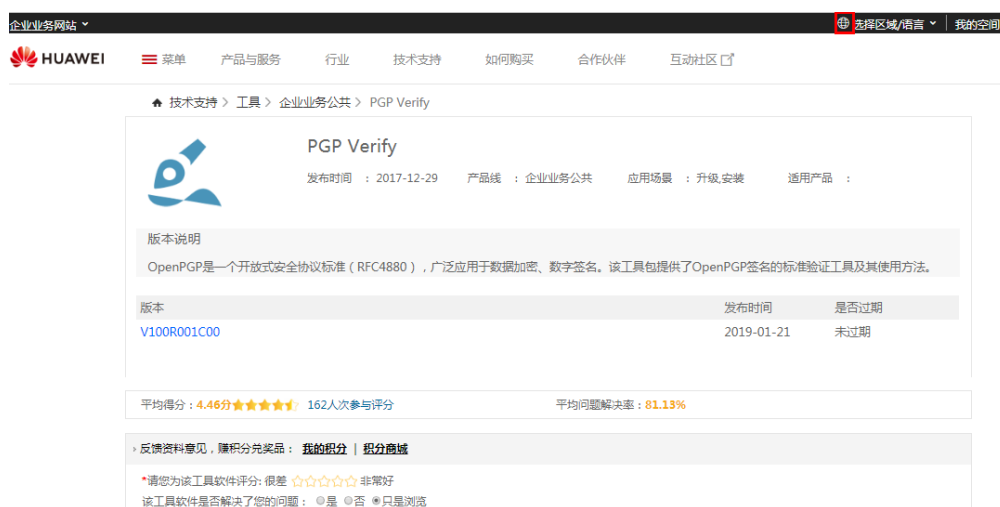 企业业务网站 选择区域/语言 我的空间
HUAWEI 菜单 产品与服务 行业 技术支持 如何购买 合作伙伴 互动社区
技术支持 > 工具 > 企业业务公共 > PGP Verify
PGP Verify
发布时间 : 2017-12-29 产品线 : 企业业务公共 应用场景 : 升级,安装 适用产品 :
版本说明
OpenPGP是一个开放式安全协议标准（RFC4880），广泛应用于数据加密、数字签名。该工具包提供了OpenPGP签名的标准验证工具及其使用方法。
版本 发布时间 是否过期
V100R001C00 2019-01-21 未过期
平均得分：4.46分 162人次参与评分 平均问题解决率：81.13%
› 反馈资料意见，赚积分兑奖品： 我的积分 | 积分商城
*请您为该工具软件评分: 很差 非常好
该工具软件是否解决了您的问题： 是 否 只是浏览